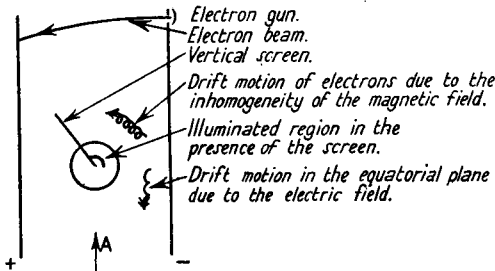 Electron gun.
Electron beam.
Vertical screen.
Drift motion of electrons due to the
inhomogeneity of the magnetic field.
Illuminated region in the
presence of the screen.
Drift motion in the equatorial plane
due to the electric field.
A
+ −